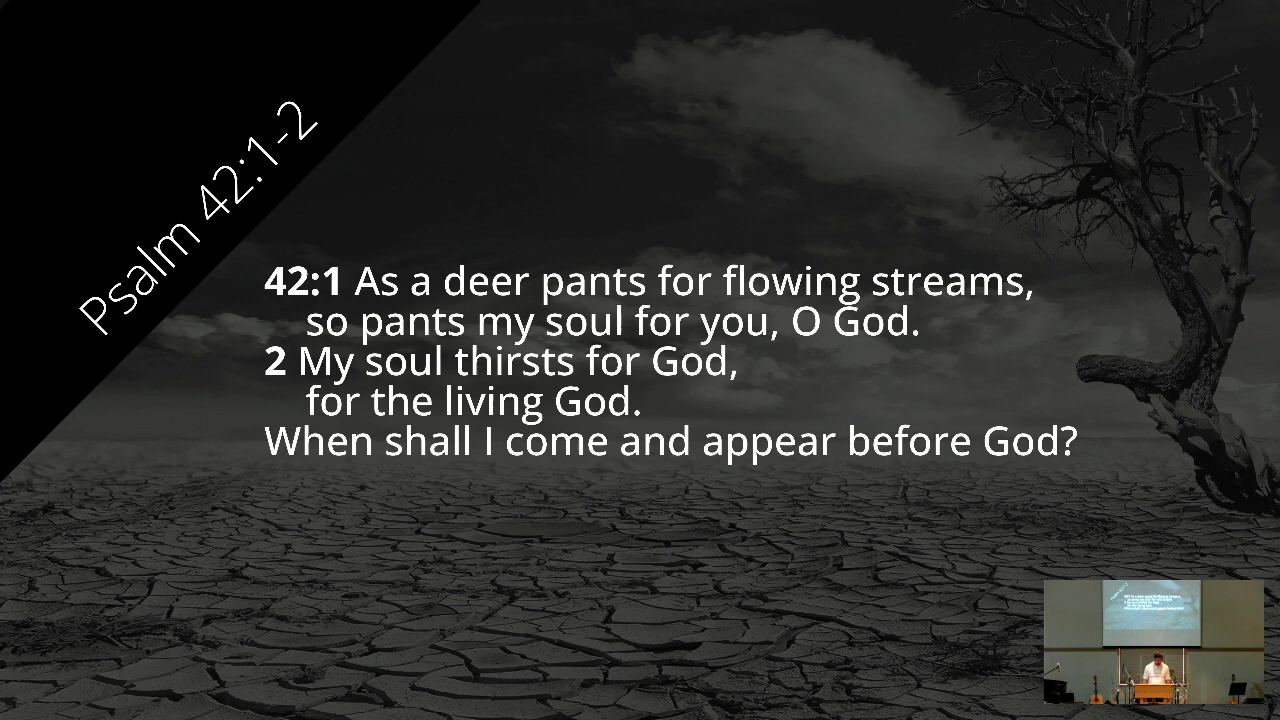 Psalm 42:1-2
42:1 As a deer pants for flowing streams,
so pants my soul for you, O God.
2 My soul thirsts for God,
for the living God.
When shall I come and appear before God?